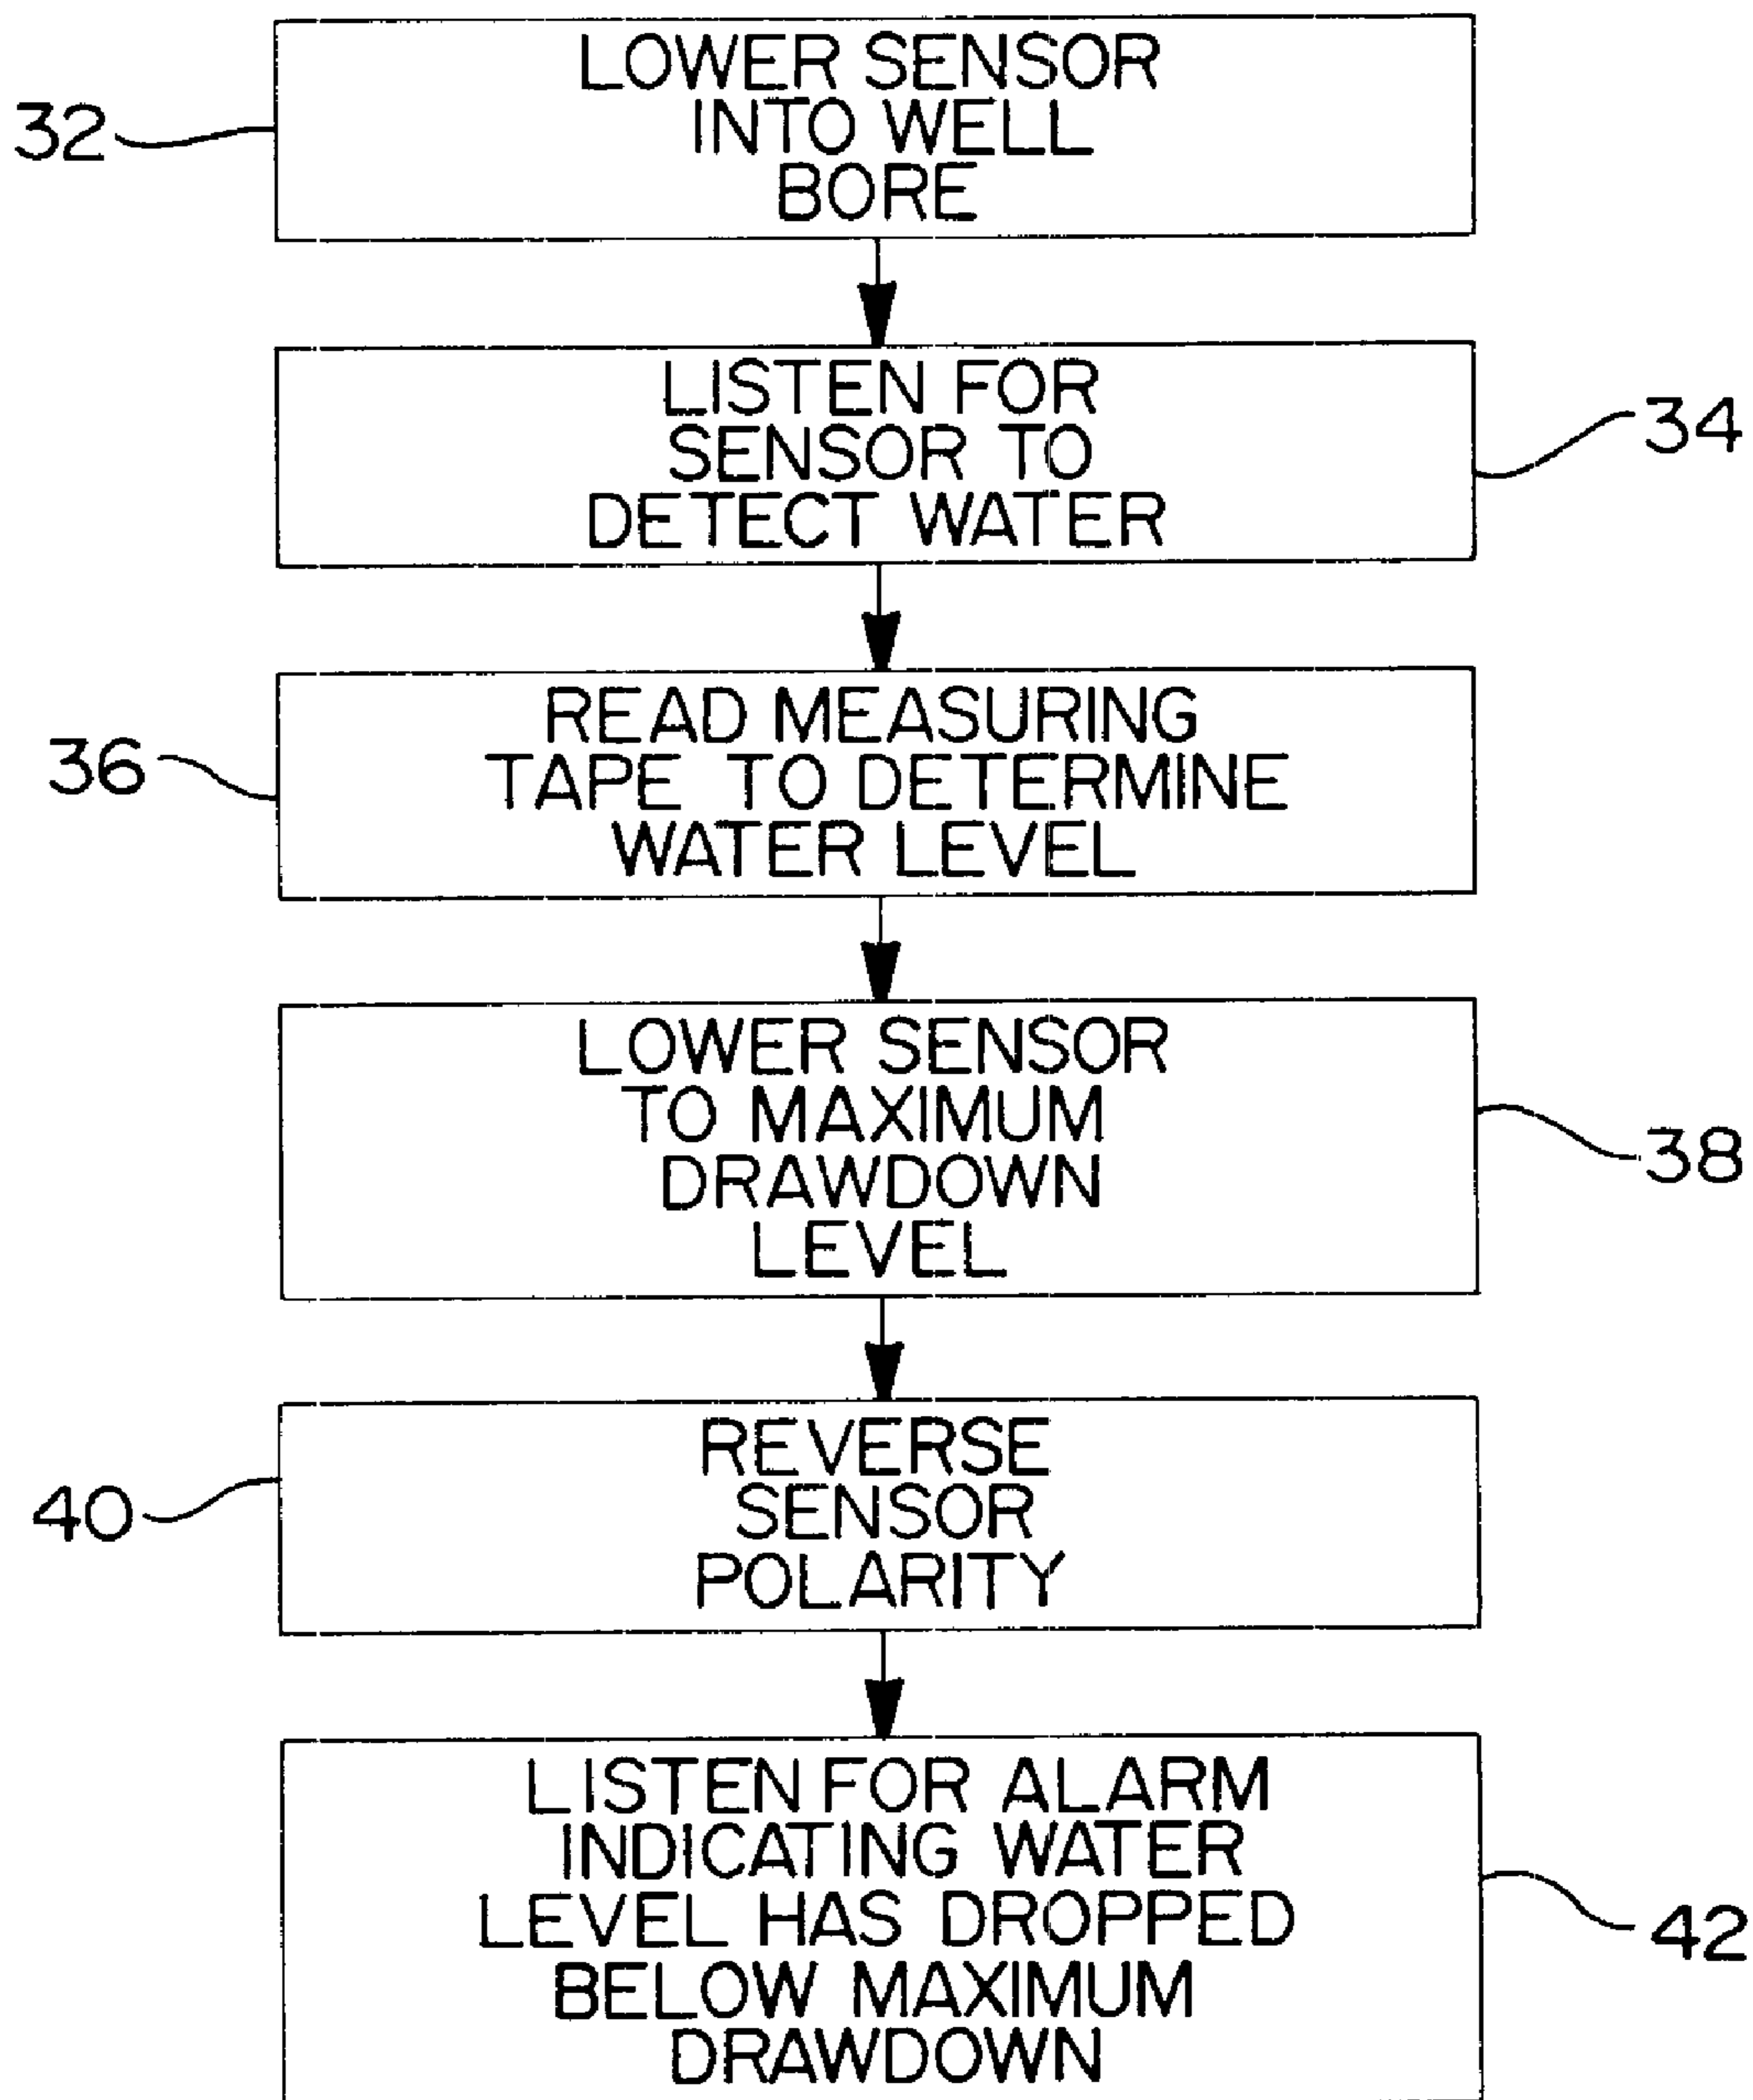 32
LOWER SENSOR
INTO WELL
BORE
LISTEN FOR
SENSOR TO
DETECT WATER
34
36
READ MEASURING
TAPE TO DETERMINE
WATER LEVEL
LOWER SENSOR
TO MAXIMUM
DRAWDOWN
LEVEL
38
40
REVERSE
SENSOR
POLARITY
LISTEN FOR ALARM
INDICATING WATER
LEVEL HAS DROPPED
BELOW MAXIMUM
DRAWDOWN
42